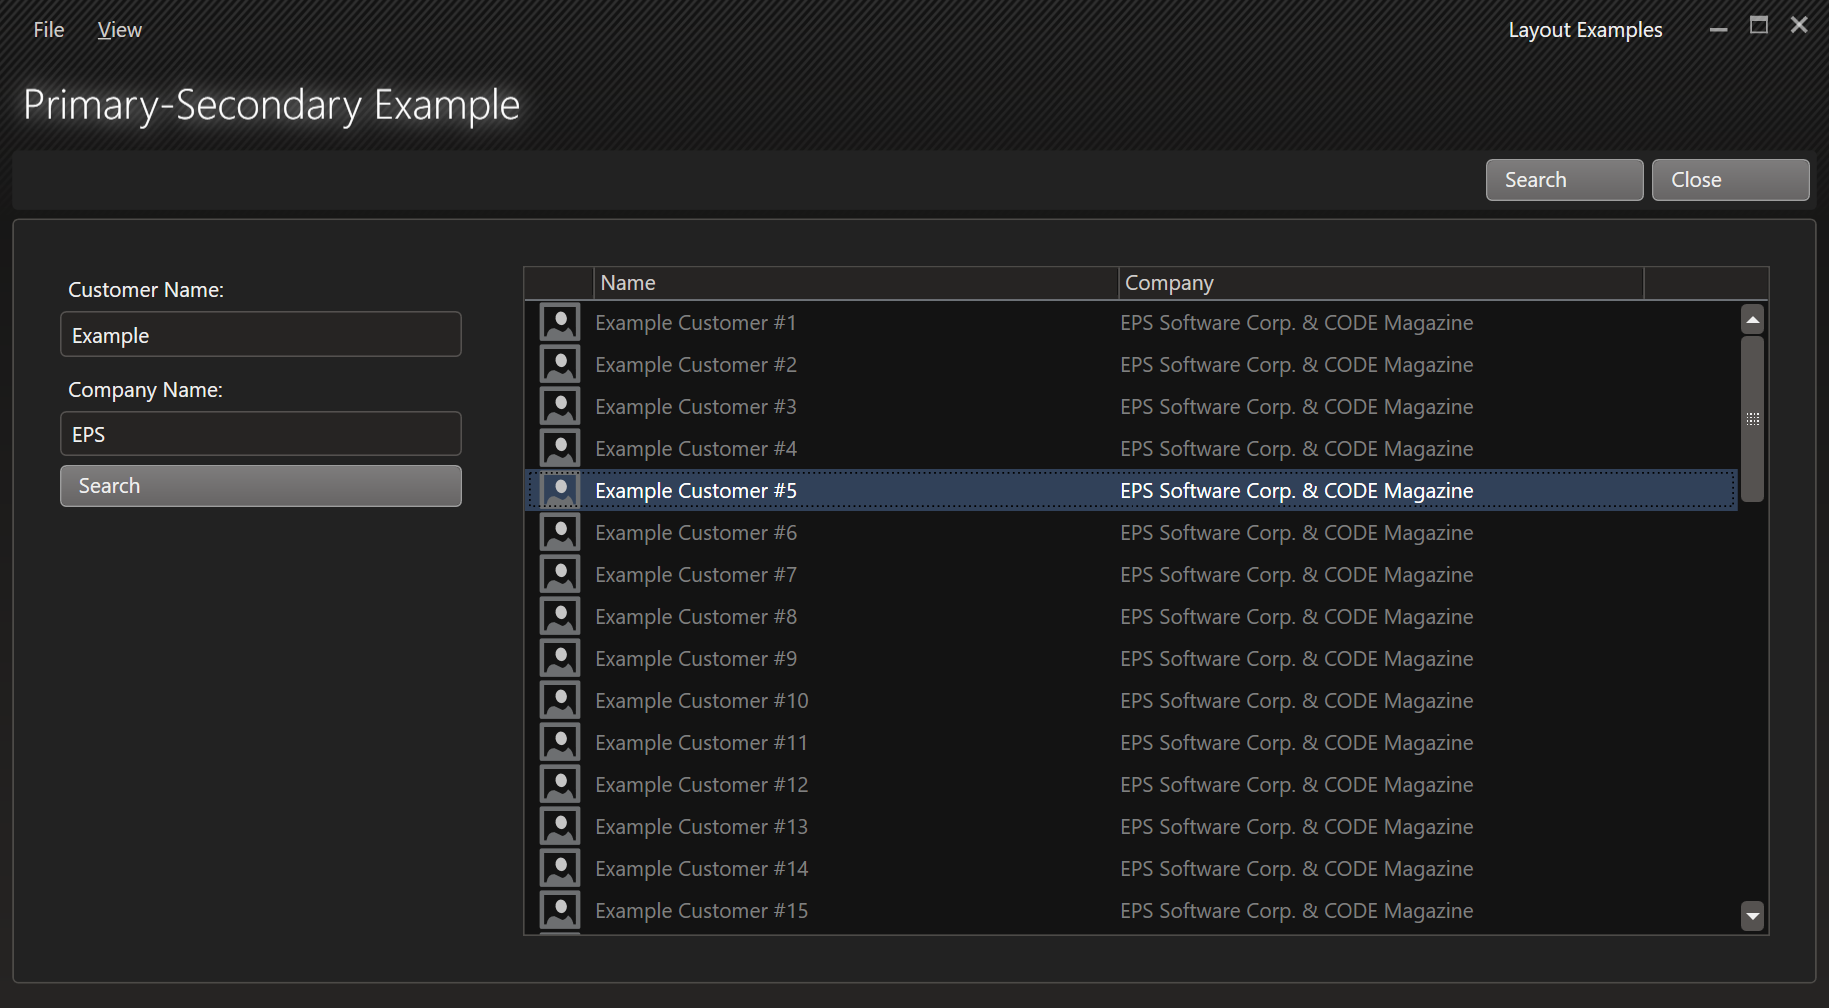 File View Layout Examples
Primary-Secondary Example
Search Close
Customer Name:
Example
Company Name:
EPS
Search
Name Company
Example Customer #1 EPS Software Corp. & CODE Magazine
Example Customer #2 EPS Software Corp. & CODE Magazine
Example Customer #3 EPS Software Corp. & CODE Magazine
Example Customer #4 EPS Software Corp. & CODE Magazine
Example Customer #5 EPS Software Corp. & CODE Magazine
Example Customer #6 EPS Software Corp. & CODE Magazine
Example Customer #7 EPS Software Corp. & CODE Magazine
Example Customer #8 EPS Software Corp. & CODE Magazine
Example Customer #9 EPS Software Corp. & CODE Magazine
Example Customer #10 EPS Software Corp. & CODE Magazine
Example Customer #11 EPS Software Corp. & CODE Magazine
Example Customer #12 EPS Software Corp. & CODE Magazine
Example Customer #13 EPS Software Corp. & CODE Magazine
Example Customer #14 EPS Software Corp. & CODE Magazine
Example Customer #15 EPS Software Corp. & CODE Magazine